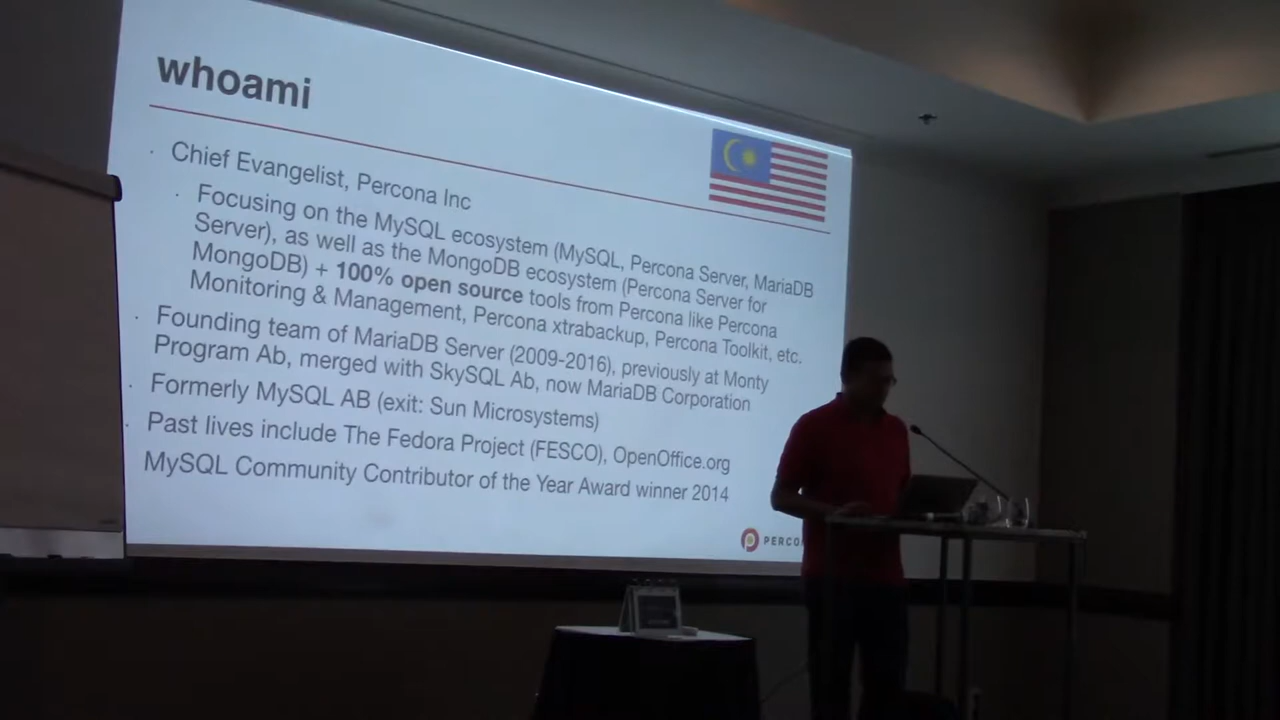 whoami
Chief Evangelist, Percona Inc
Focusing on the MySQL ecosystem (MySQL, Percona Server, MariaDB
Server), as well as the MongoDB ecosystem (Percona Server for
MongoDB) + 100% open source tools from Percona like Percona
Monitoring & Management, Percona xtrabackup, Percona Toolkit, etc.
Founding team of MariaDB Server (2009-2016), previously at Monty
Program Ab, merged with SkySQL Ab, now MariaDB Corporation
Formerly MySQL AB (exit: Sun Microsystems)
Past lives include The Fedora Project (FESCO), OpenOffice.org
MySQL Community Contributor of the Year Award winner 2014
PERCO